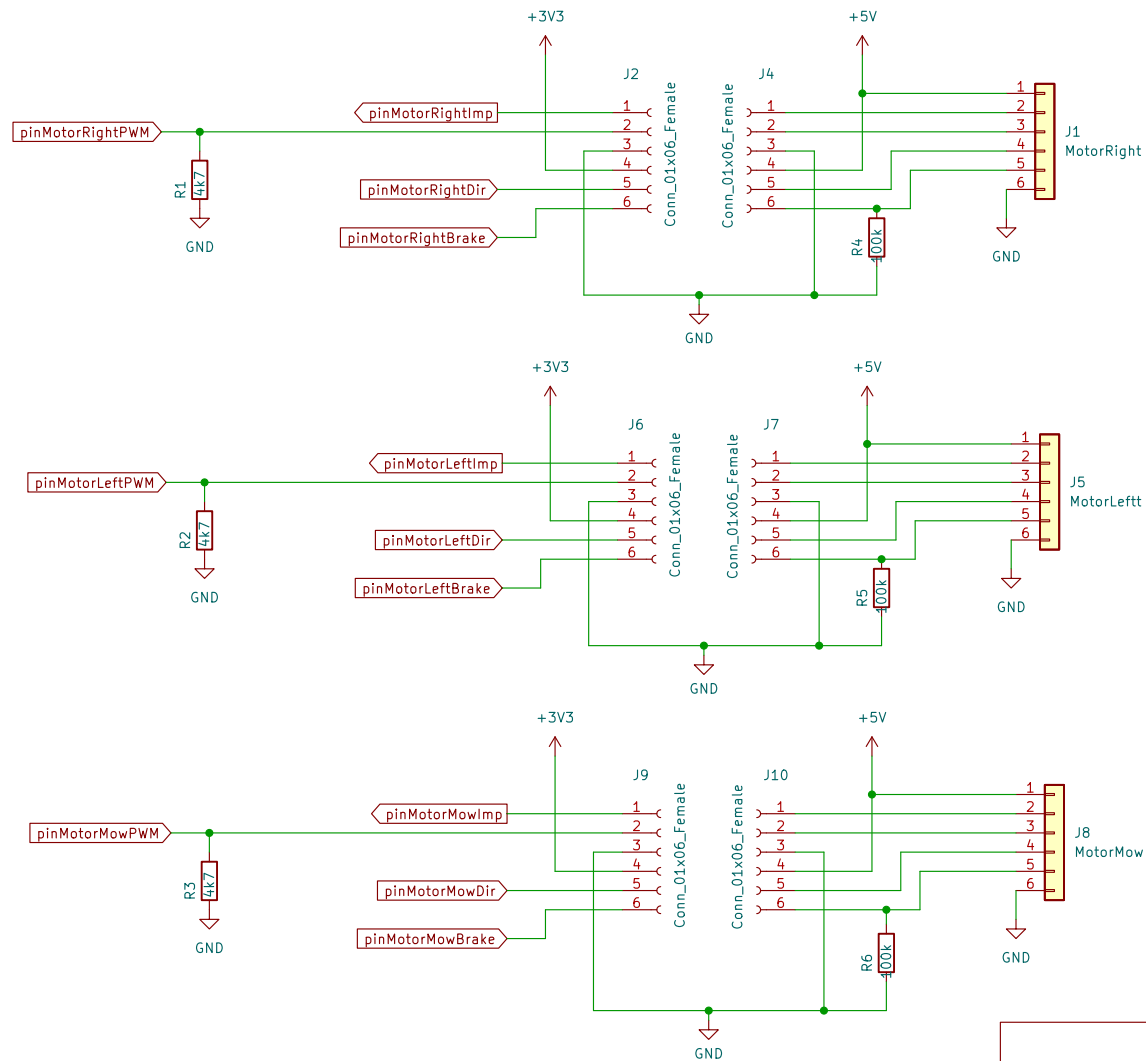 +3V3
+5V
J2
J4
pinMotorRightImp
pinMotorRightPWM
pinMotorRightDir
pinMotorRightBrake
R1
4k7
GND
1
2
3
4
5
6
Conn_01x06_Female
Conn_01x06_Female
1
2
3
4
5
6
1
2
3
4
5
6
J1
MotorRight
R4
100k
GND
GND
+3V3
+5V
J6
J7
pinMotorLeftImp
pinMotorLeftPWM
pinMotorLeftDir
pinMotorLeftBrake
R2
4k7
GND
1
2
3
4
5
6
Conn_01x06_Female
Conn_01x06_Female
1
2
3
4
5
6
1
2
3
4
5
6
J5
MotorLeftt
R5
100k
GND
GND
+3V3
+5V
J9
J10
pinMotorMowImp
pinMotorMowPWM
pinMotorMowDir
pinMotorMowBrake
R3
4k7
GND
1
2
3
4
5
6
Conn_01x06_Female
Conn_01x06_Female
1
2
3
4
5
6
1
2
3
4
5
6
J8
MotorMow
R6
100k
GND
GND